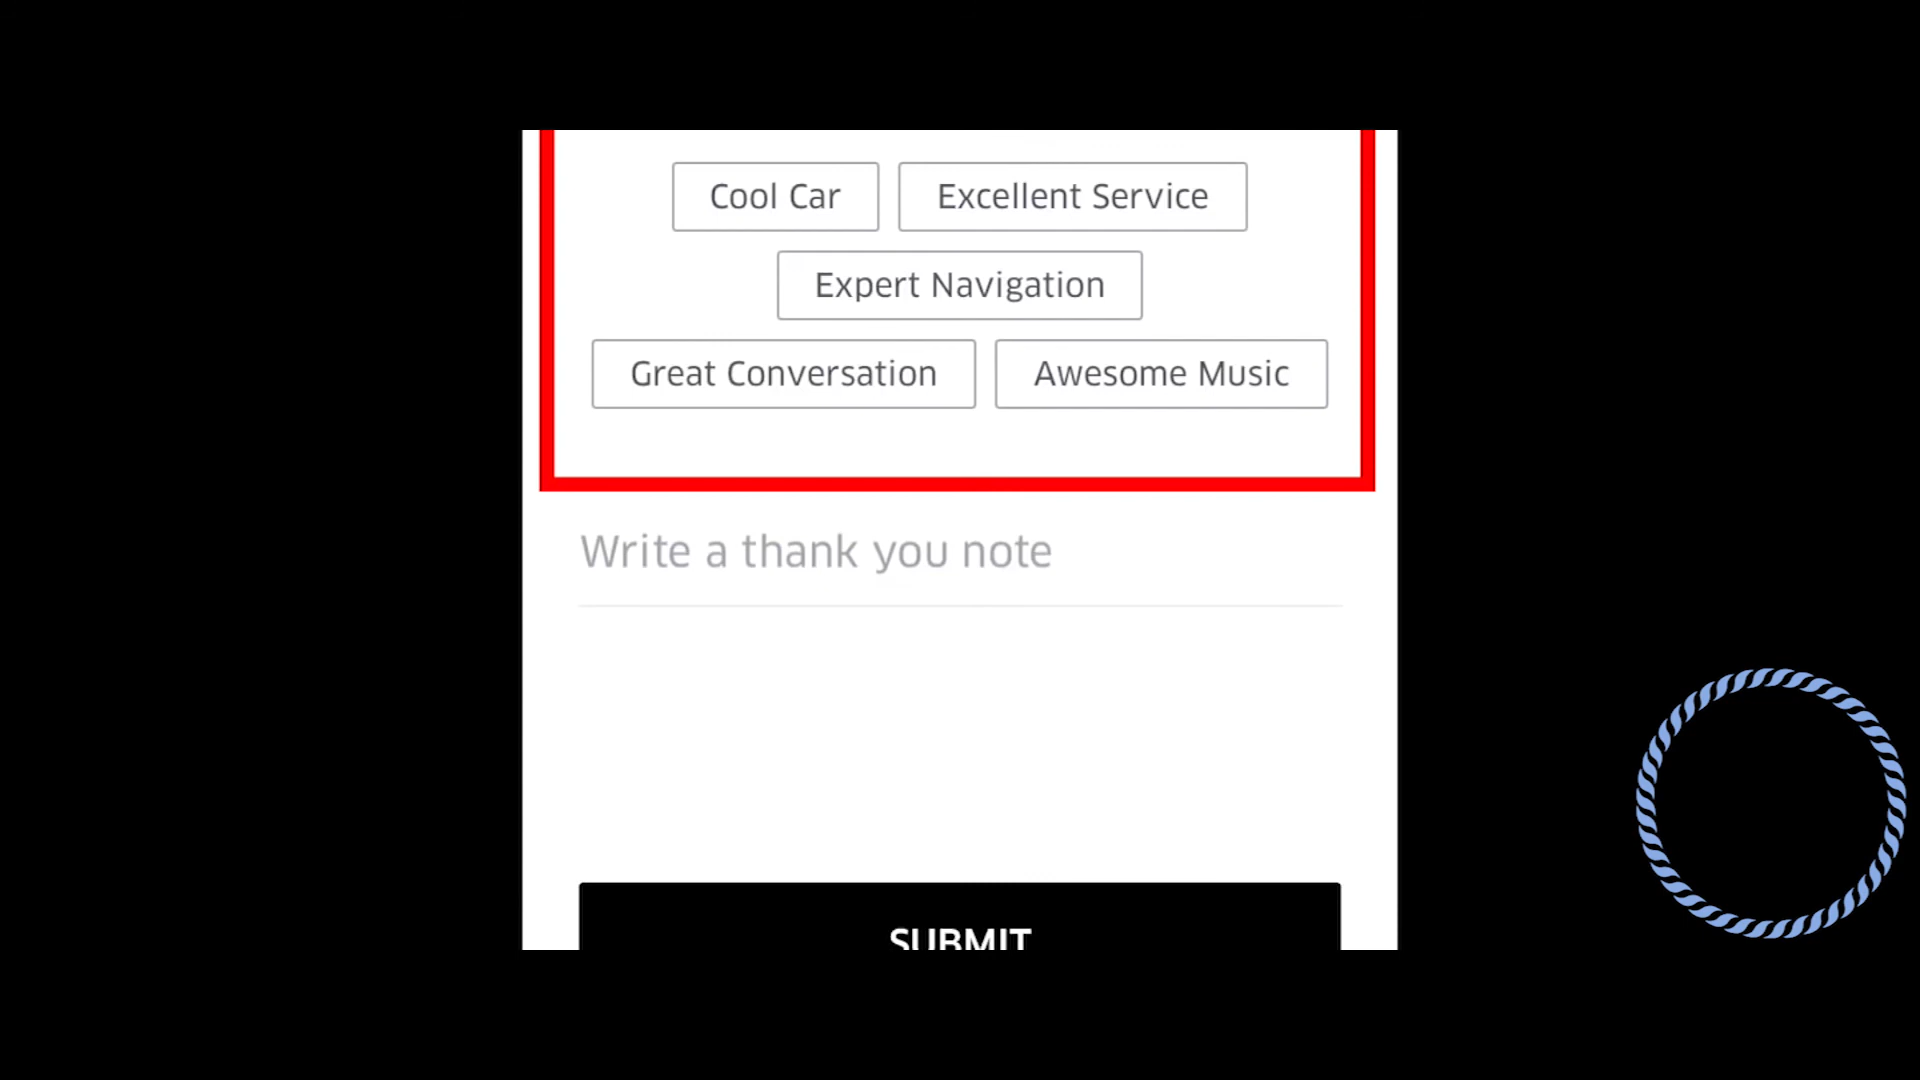 Cool Car Excellent Service
Expert Navigation
Great Conversation Awesome Music
Write a thank you note
SUBMIT